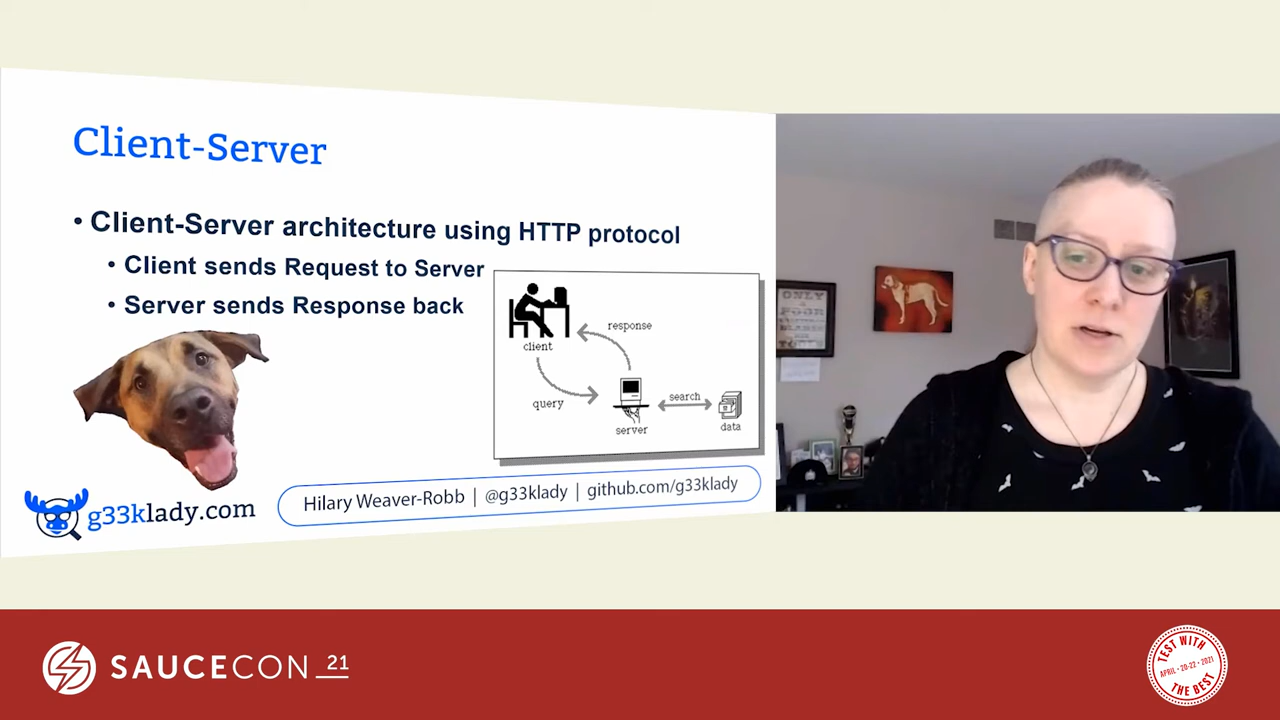 Client-Server
• Client-Server architecture using HTTP protocol
• Client sends Request to Server
• Server sends Response back
response
client
query
search
server
data
g33klady.com
Hilary Weaver-Robb | @g33klady | github.com/g33klady
ONLY
A
SAUCECON 21
TEST WITH
APRIL • 20-22 • 2021
THE BEST